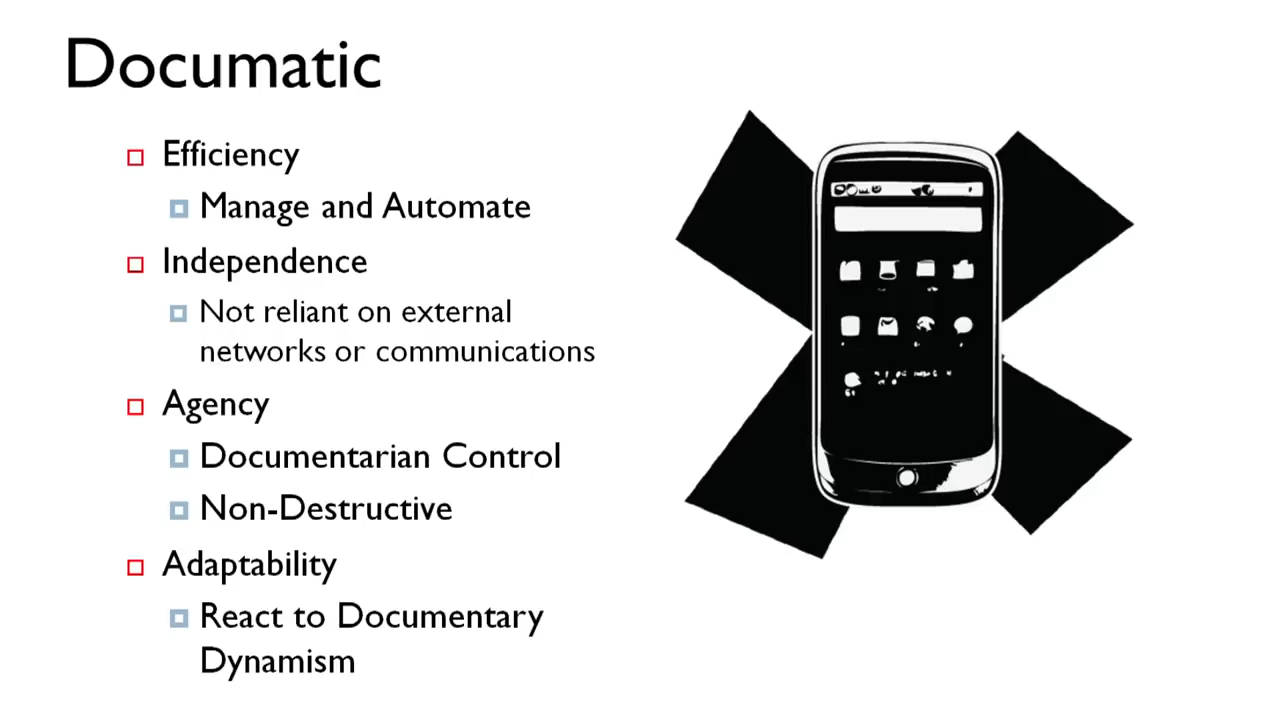 Documatic
Efficiency
Manage and Automate
Independence
Not reliant on external
networks or communications
Agency
Documentarian Control
Non-Destructive
Adaptability
React to Documentary
Dynamism